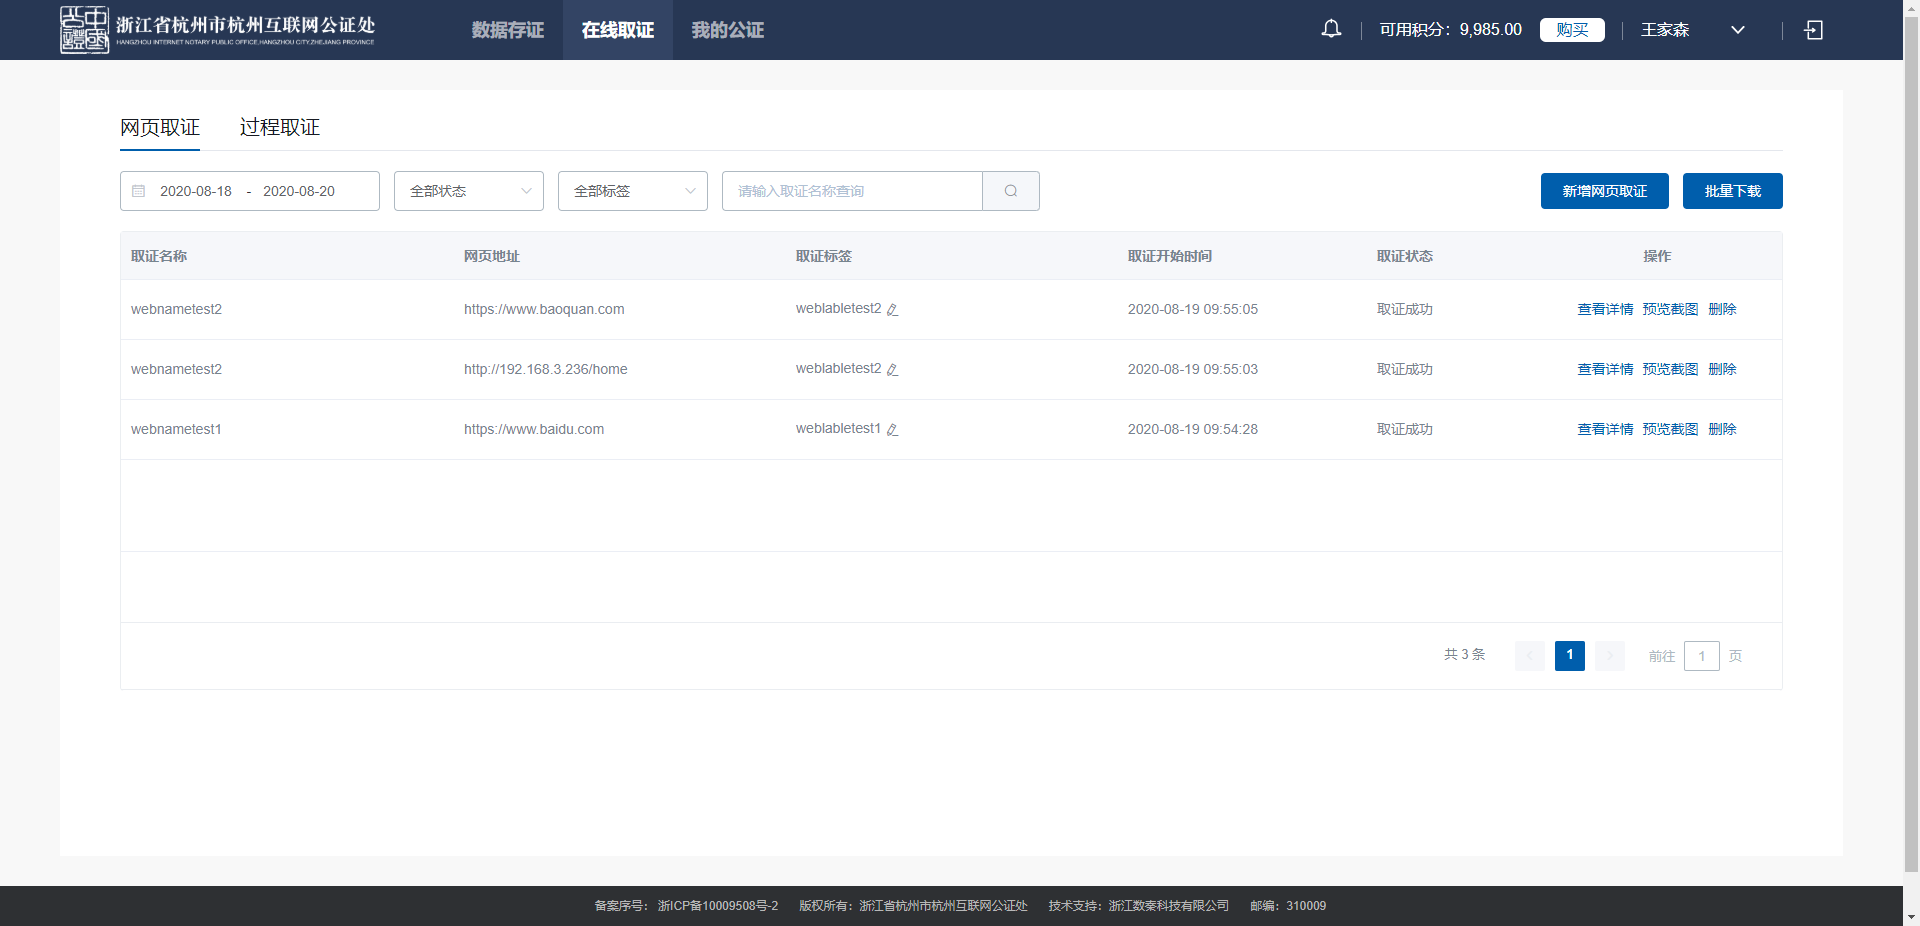 浙江省杭州市杭州互联网公证处
HANGZHOU INTERNET NOTARY PUBLIC OFFICE,HANGZHOU CITY,ZHEJIANG PROVINCE
数据存证 在线取证 我的公证
可用积分：9,985.00 购买 王家森
网页取证 过程取证
2020-08-18 - 2020-08-20 全部状态 全部标签 请输入取证名称查询 新增网页取证 批量下载
取证名称 网页地址 取证标签 取证开始时间 取证状态 操作
webnametest2 https://www.baoquan.com weblabletest2 2020-08-19 09:55:05 取证成功 查看详情 预览截图 删除
webnametest2 http://192.168.3.236/home weblabletest2 2020-08-19 09:55:03 取证成功 查看详情 预览截图 删除
webnametest1 https://www.baidu.com weblabletest1 2020-08-19 09:54:28 取证成功 查看详情 预览截图 删除
共 3 条 1 前往 1 页
备案序号： 浙ICP备10009508号-2 版权所有：浙江省杭州市杭州互联网公证处 技术支持：浙江数秦科技有限公司 邮编：310009